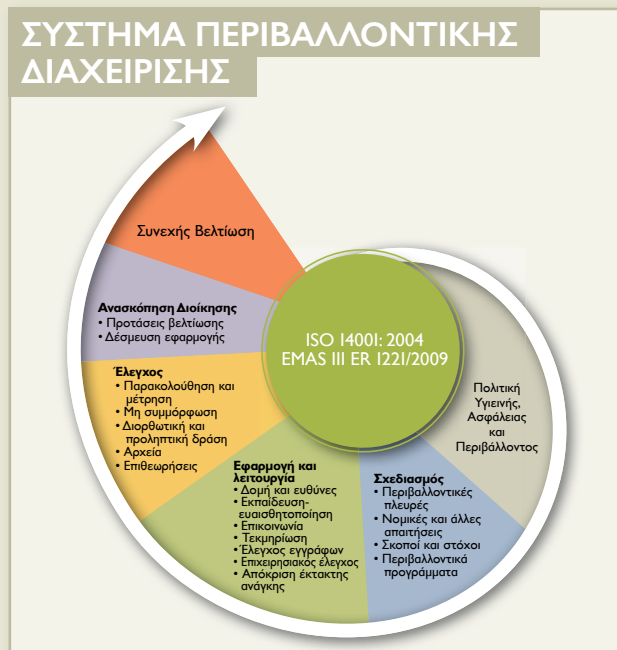 ΣΥΣΤΗΜΑ ΠΕΡΙΒΑΛΛΟΝΤΙΚΗΣ
ΔΙΑΧΕΙΡΙΣΗΣ
Συνεχής Βελτίωση
Ανασκόπηση Διοίκησης
• Προτάσεις βελτίωσης
• Δέσμευση εφαρμογής
Έλεγχος
• Παρακολούθηση και
μέτρηση
• Μη συμμόρφωση
• Διορθωτική και
προληπτική δράση
• Αρχεία
• Επιθεωρήσεις
Εφαρμογή και
λειτουργία
• Δομή και ευθύνες
• Εκπαίδευση-
ευαισθητοποίηση
• Επικοινωνία
• Τεκμηρίωση
• Έλεγχος εγγράφων
• Επιχειρησιακός έλεγχος
• Απόκριση έκτακτης
ανάγκης
Σχεδιασμός
• Περιβαλλοντικές
πλευρές
• Νομικές και άλλες
απαιτήσεις
• Σκοποί και στόχοι
• Περιβαλλοντικά
προγράμματα
Πολιτική
Υγιεινής,
Ασφάλειας
και
Περιβάλλοντος
ISO 14001: 2004
EMAS III ER 1221/2009